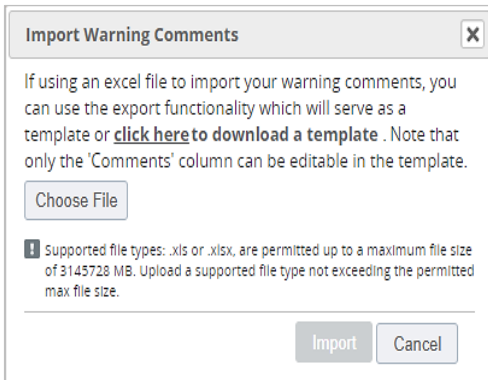 Import Warning Comments
If using an excel file to import your warning comments, you
can use the export functionality which will serve as a
template or click here to download a template . Note that
only the 'Comments' column can be editable in the template.
Choose File
! Supported file types: .xls or .xlsx, are permitted up to a maximum file size
of 3145728 MB. Upload a supported file type not exceeding the permitted
max file size.
Import Cancel